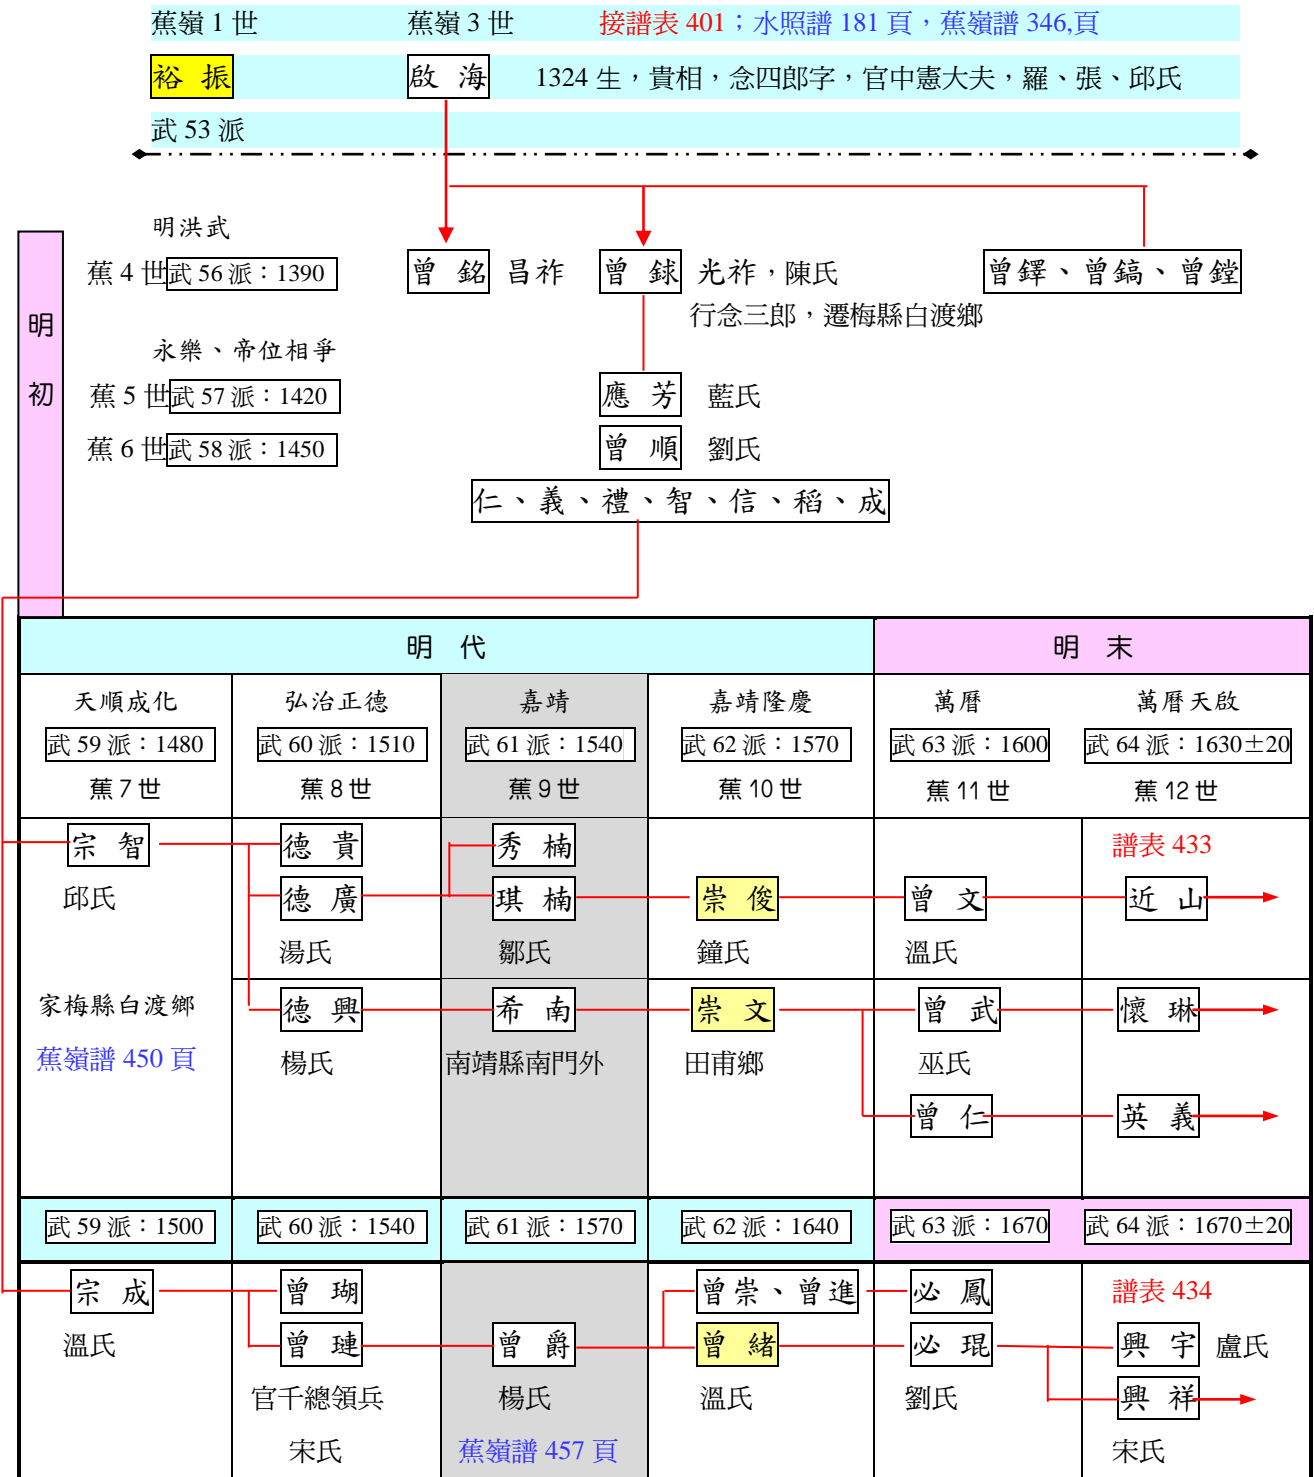 蕉嶺 1 世　蕉嶺 3 世　接譜表 401；水照譜 181 頁，蕉嶺譜 346,頁
裕 振　啟 海　1324 生，貴相，念四郎字，官中憲大夫，羅、張、邱氏
武 53 派
明洪武
蕉 4 世 武 56 派：1390　曾 銘　昌祚　曾 銶　光祚，陳氏　曾鐸、曾鎬、曾鏜
行念三郎，遷梅縣白渡鄉
明初
永樂、帝位相爭
蕉 5 世 武 57 派：1420　應 芳　藍氏
蕉 6 世 武 58 派：1450　曾 順　劉氏
仁、義、禮、智、信、稻、成
明 代　明 末
天順成化　弘治正德　嘉靖　嘉靖隆慶　萬曆　萬曆天啟
武 59 派：1480　武 60 派：1510　武 61 派：1540　武 62 派：1570　武 63 派：1600　武 64 派：1630±20
蕉 7 世　蕉 8 世　蕉 9 世　蕉 10 世　蕉 11 世　蕉 12 世
宗 智　德 貴　秀 楠　譜表 433
邱氏　德 廣　琪 楠　崇 俊　曾 文　近 山
湯氏　鄒氏　鐘氏　溫氏
家梅縣白渡鄉　德 興　希 南　崇 文　曾 武　懷 琳
蕉嶺譜 450 頁　楊氏　南靖縣南門外　田甫鄉　巫氏
曾 仁　英 義
武 59 派：1500　武 60 派：1540　武 61 派：1570　武 62 派：1640　武 63 派：1670　武 64 派：1670±20
宗 成　曾 瑚　曾崇、曾進　必 鳳　譜表 434
溫氏　曾 璉　曾 爵　曾 緒　必 琨　興 宇　盧氏
官千總領兵　楊氏　溫氏　劉氏　興 祥
宋氏　蕉嶺譜 457 頁　宋氏